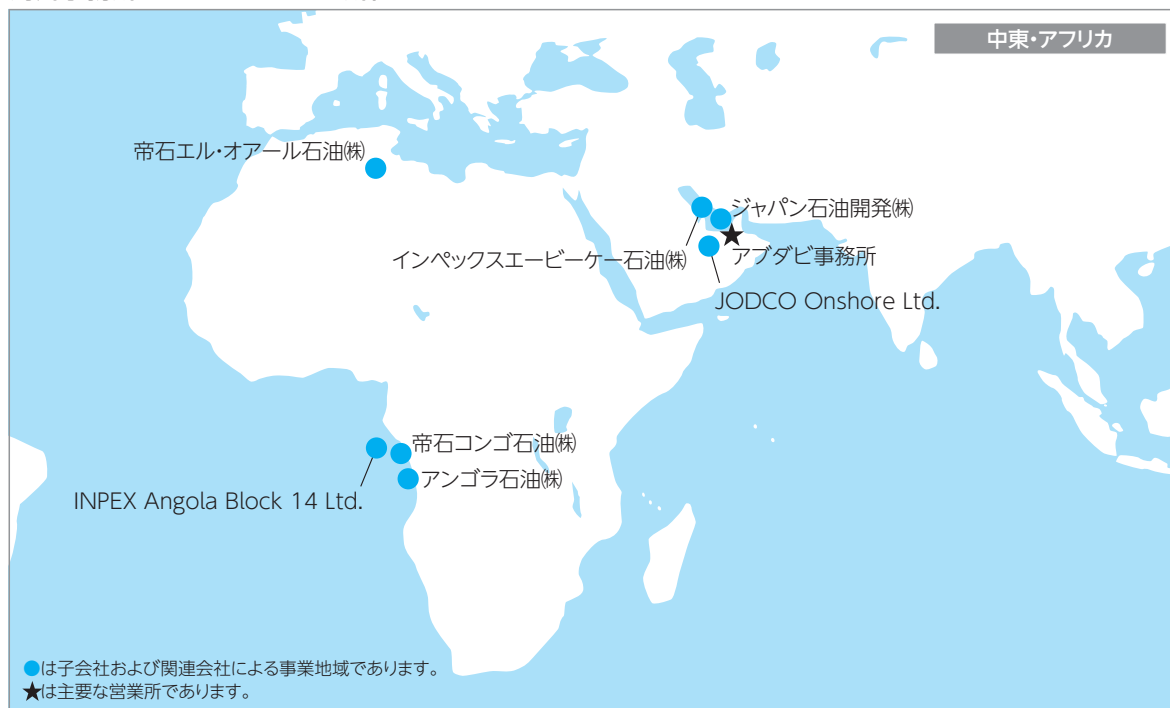 中東・アフリカ
帝石エル・オアール石油㈱
ジャパン石油開発㈱
インペックスエービーケー石油㈱
アブダビ事務所
JODCO Onshore Ltd.
帝石コンゴ石油㈱
アンゴラ石油㈱
INPEX Angola Block 14 Ltd.
●は子会社および関連会社による事業地域であります。
★は主要な営業所であります。